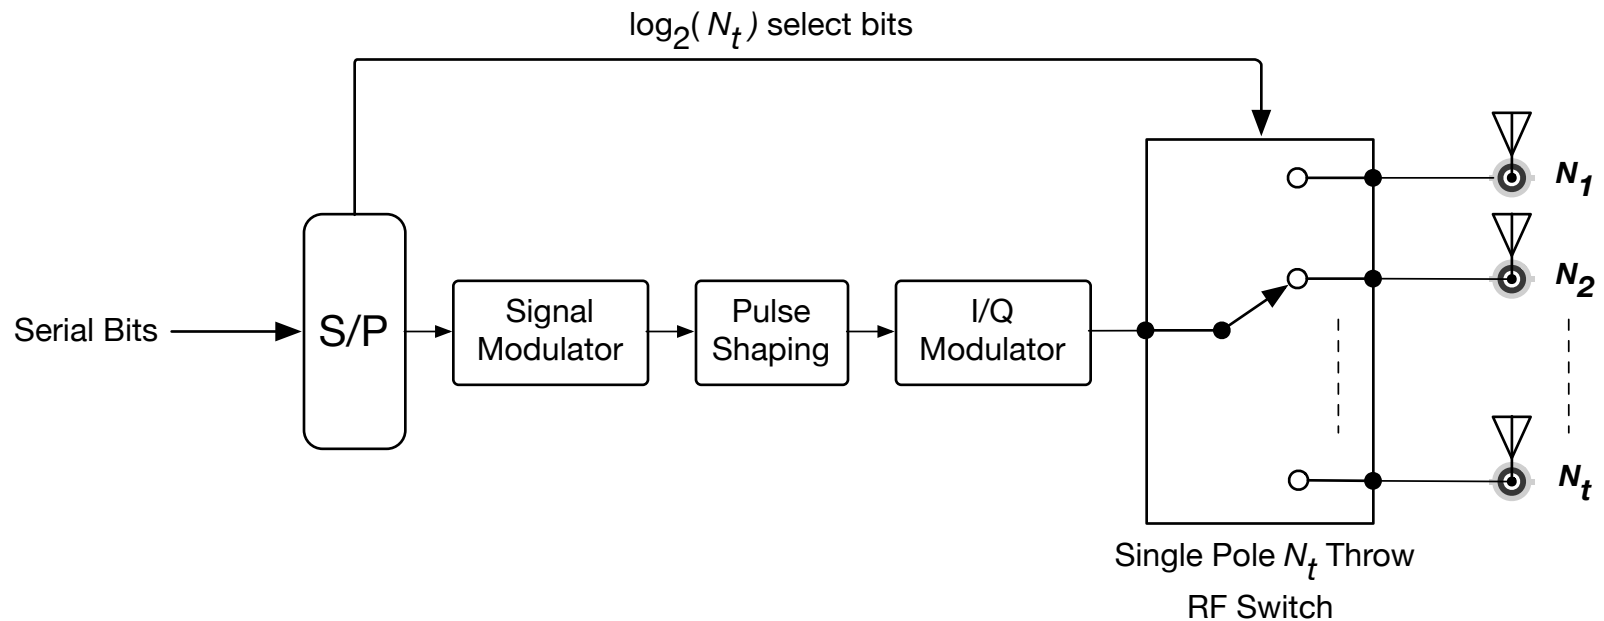 log₂( Nₜ ) select bits
Serial Bits
S/P
Signal
Modulator
Pulse
Shaping
I/Q
Modulator
N₁
N₂
Nₜ
Single Pole Nₜ Throw
RF Switch